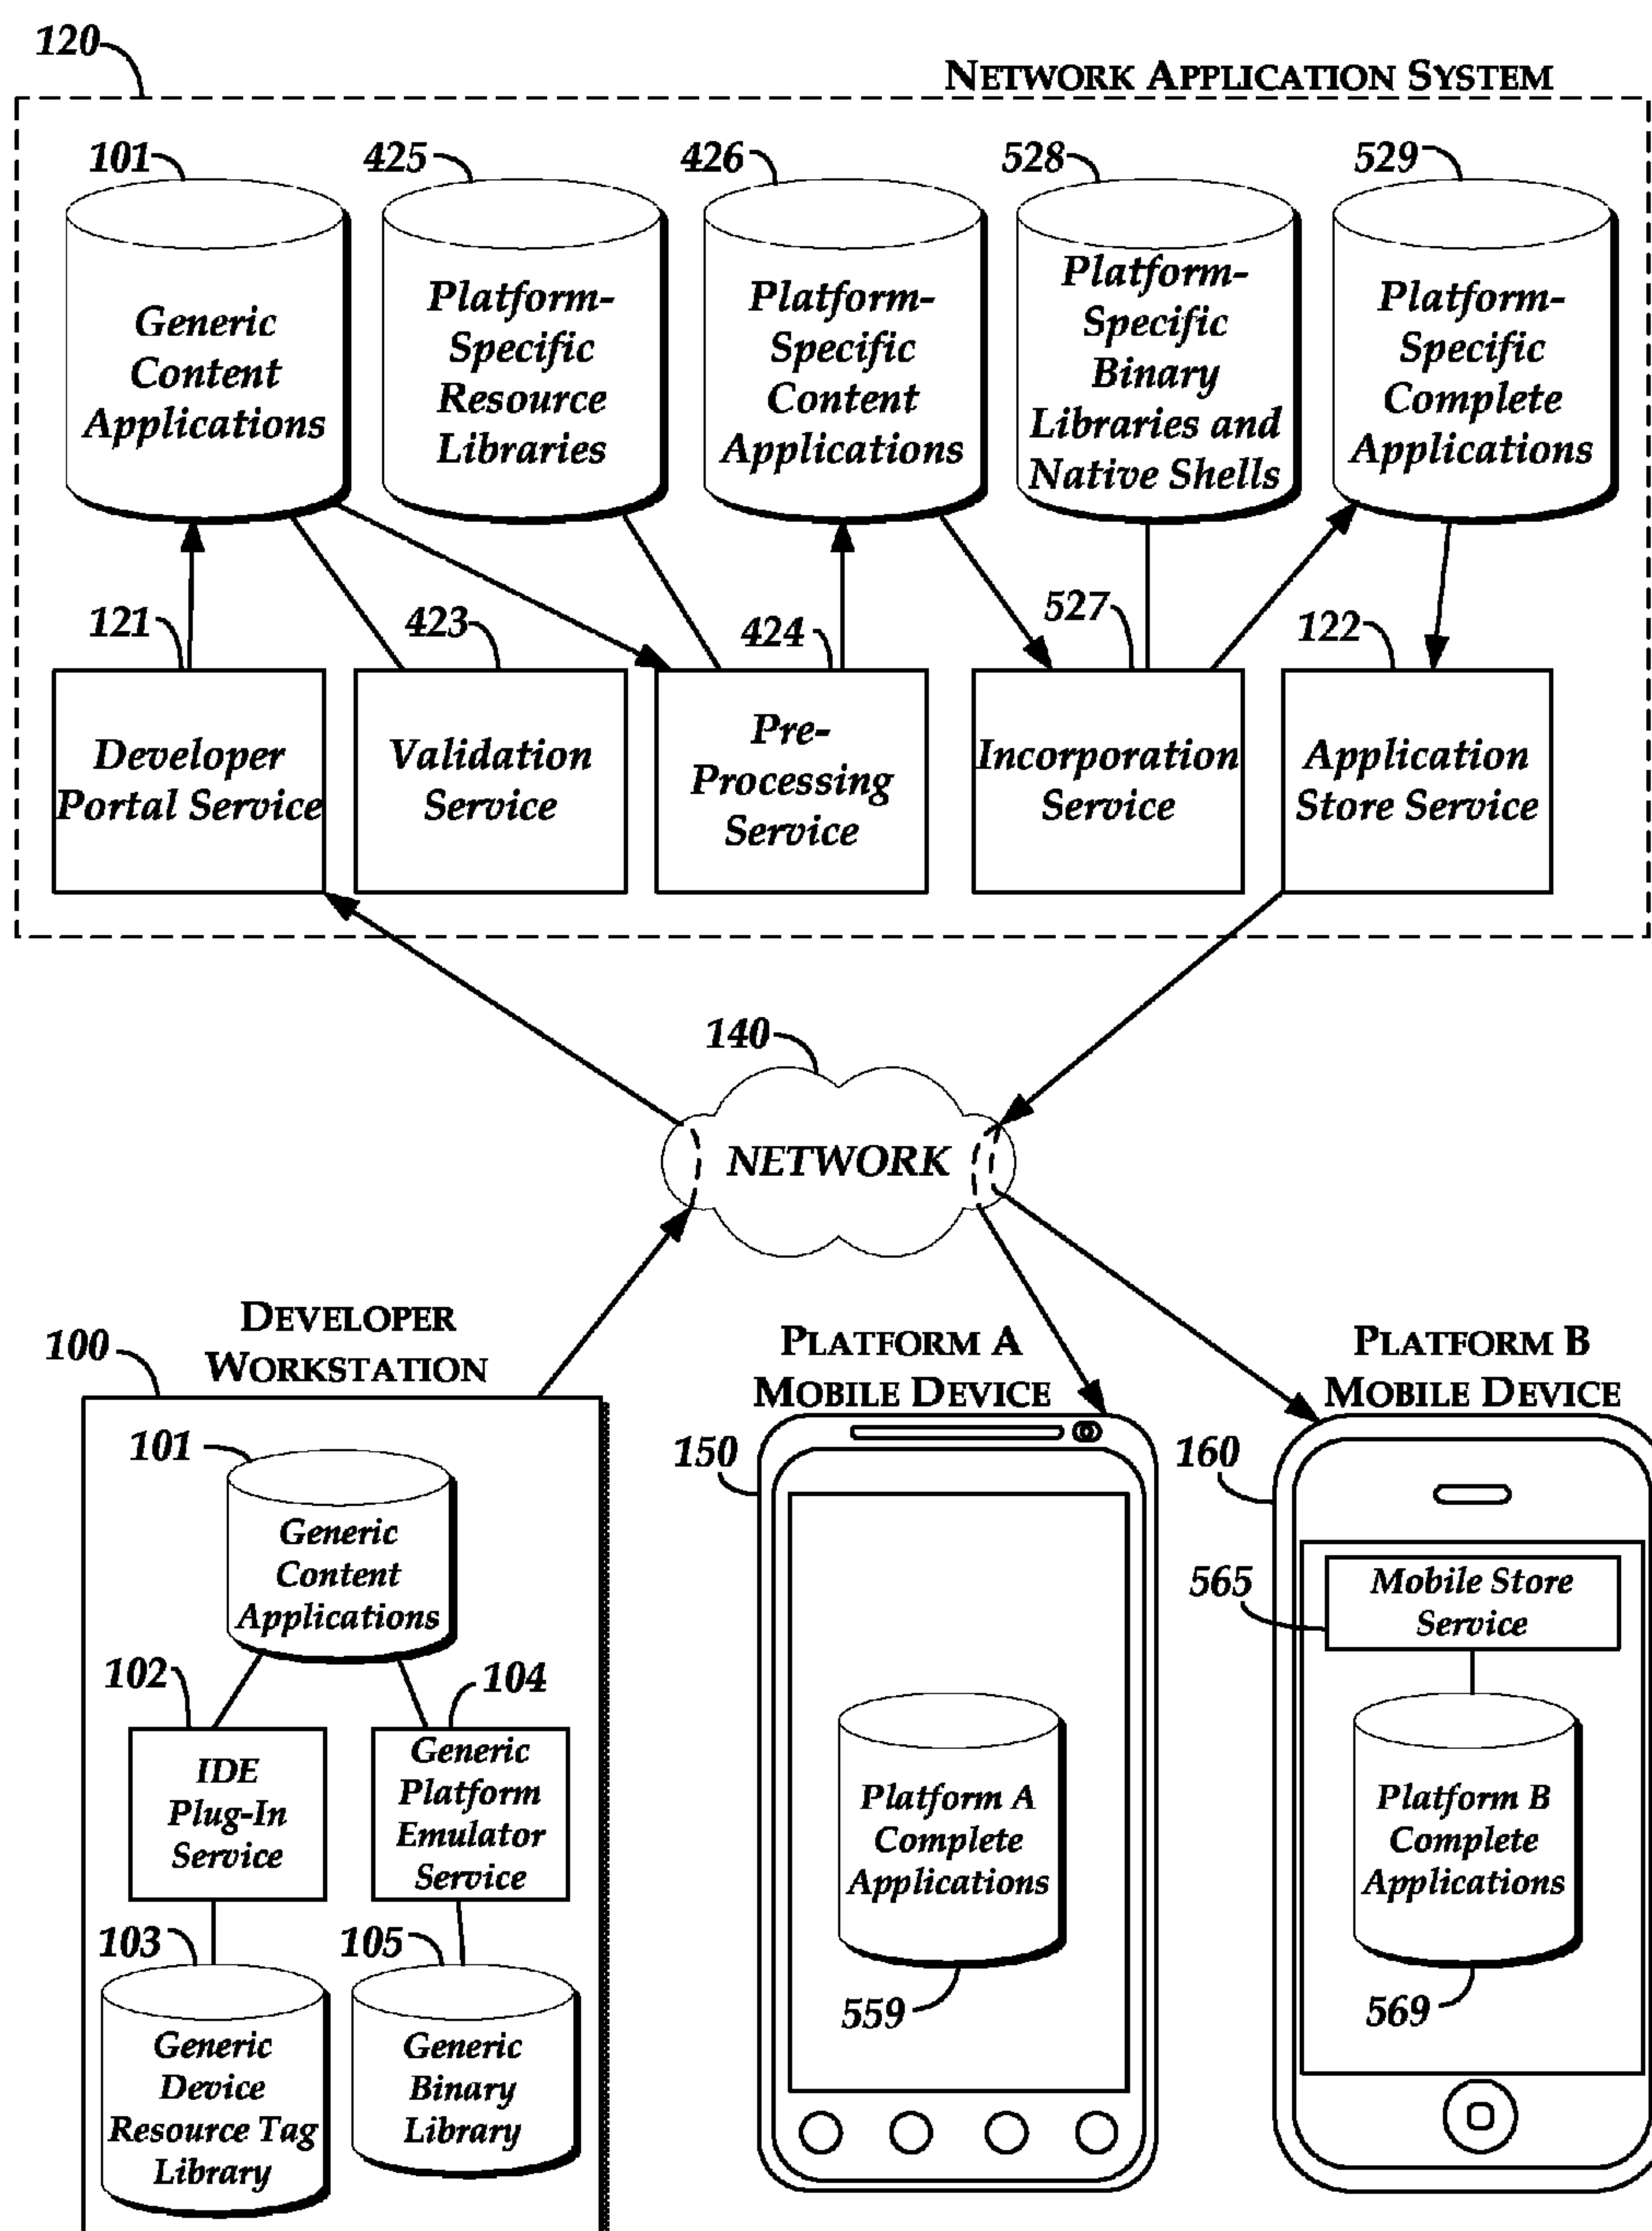 120
NETWORK APPLICATION SYSTEM
101
425
426
528
529
Generic
Content
Applications
Platform-
Specific
Resource
Libraries
Platform-
Specific
Content
Applications
Platform-
Specific
Binary
Libraries and
Native Shells
Platform-
Specific
Complete
Applications
121
423
424
527
122
Developer
Portal Service
Validation
Service
Pre-
Processing
Service
Incorporation
Service
Application
Store Service
140
NETWORK
DEVELOPER
WORKSTATION
100
101
Generic
Content
Applications
102
104
IDE
Plug-In
Service
Generic
Platform
Emulator
Service
103
105
Generic
Device
Resource Tag
Library
Generic
Binary
Library
PLATFORM A
MOBILE DEVICE
150
Platform A
Complete
Applications
559
PLATFORM B
MOBILE DEVICE
160
565
Mobile Store
Service
Platform B
Complete
Applications
569